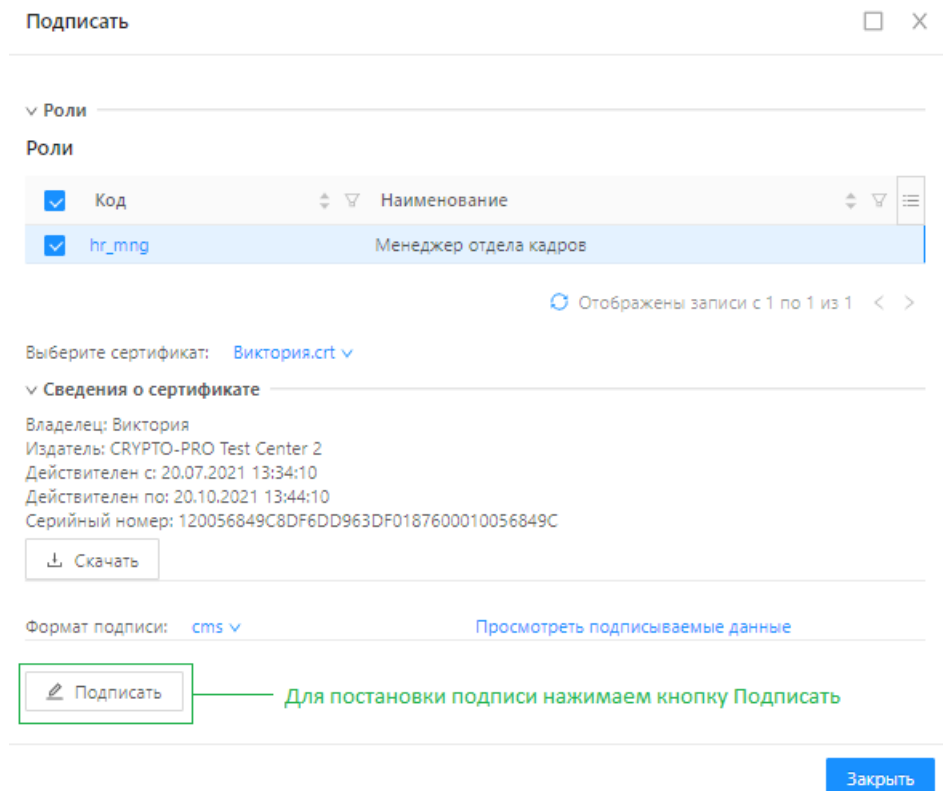 Подписать
Роли
Роли
Код Наименование
hr_mng Менеджер отдела кадров
Отображены записи с 1 по 1 из 1
Выберите сертификат: Виктория.crt
Сведения о сертификате
Владелец: Виктория
Издатель: CRYPTO-PRO Test Center 2
Действителен с: 20.07.2021 13:34:10
Действителен по: 20.10.2021 13:44:10
Серийный номер: 120056849C8DF6DD963DF0187600010056849C
Скачать
Формат подписи: cms Просмотреть подписываемые данные
Подписать Для постановки подписи нажимаем кнопку Подписать
Закрыть